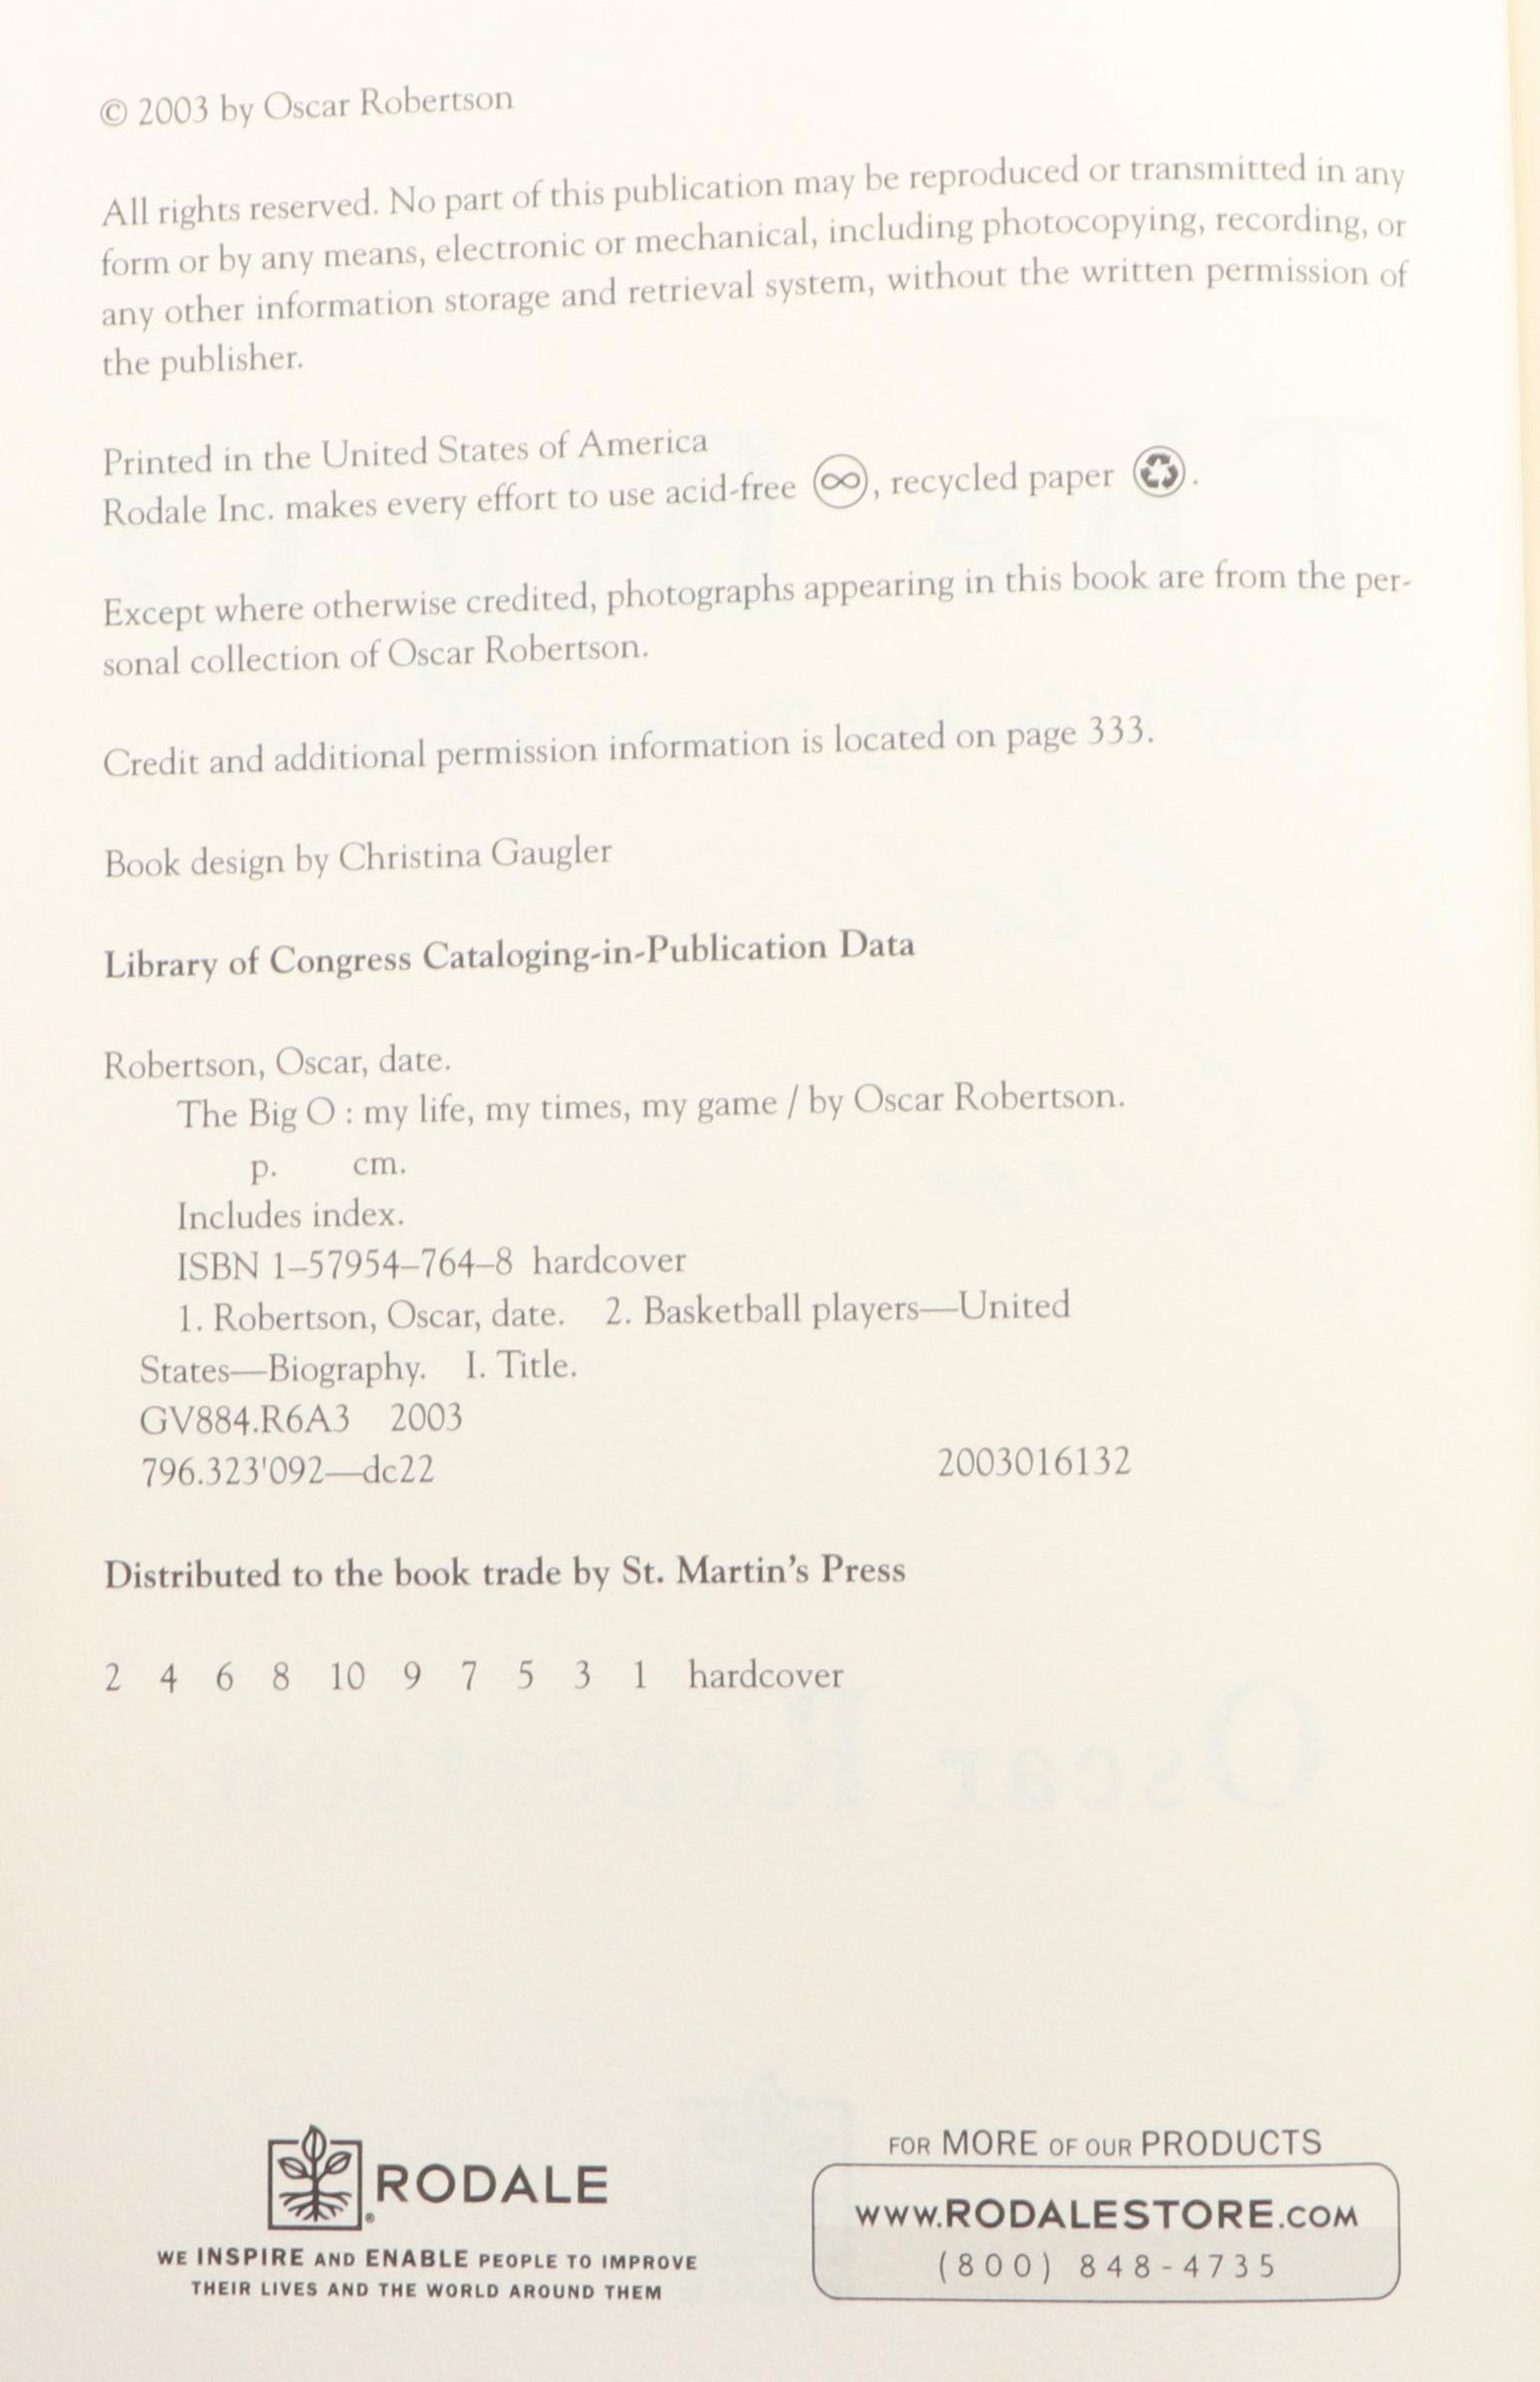 © 2003 by Oscar Robertson
All rights reserved. No part of this publication may be reproduced or transmitted in any
form or by any means, electronic or mechanical, including photocopying, recording, or
any other information storage and retrieval system, without the written permission of
the publisher.
Printed in the United States of America
Rodale Inc. makes every effort to use acid-free ♾, recycled paper ♻.
Except where otherwise credited, photographs appearing in this book are from the per-
sonal collection of Oscar Robertson.
Credit and additional permission information is located on page 333.
Book design by Christina Gaugler
Library of Congress Cataloging-in-Publication Data
Robertson, Oscar, date.
The Big O : my life, my times, my game / by Oscar Robertson.
p. cm.
Includes index.
ISBN 1–57954–764–8 hardcover
1. Robertson, Oscar, date. 2. Basketball players—United
States—Biography. I. Title.
GV884.R6A3 2003
796.323'092—dc22 2003016132
Distributed to the book trade by St. Martin's Press
2 4 6 8 10 9 7 5 3 1 hardcover
RODALE®
WE INSPIRE AND ENABLE PEOPLE TO IMPROVE
THEIR LIVES AND THE WORLD AROUND THEM
FOR MORE OF OUR PRODUCTS
WWW.RODALESTORE.COM
(800) 848-4735